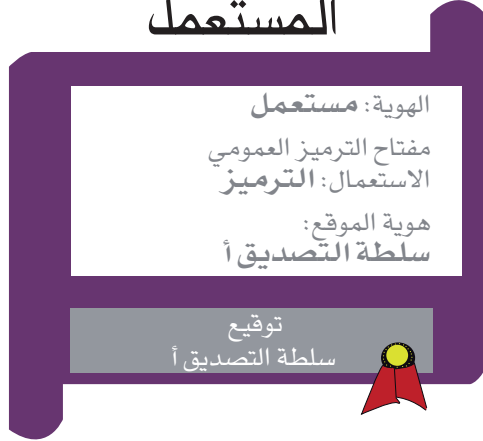 المستعمل
الهوية: مستعمل
مفتاح الترميز العمومي
الاستعمال: الترميز
هوية الموقع:
سلطة التصديق أ
توقيع
سلطة التصديق أ